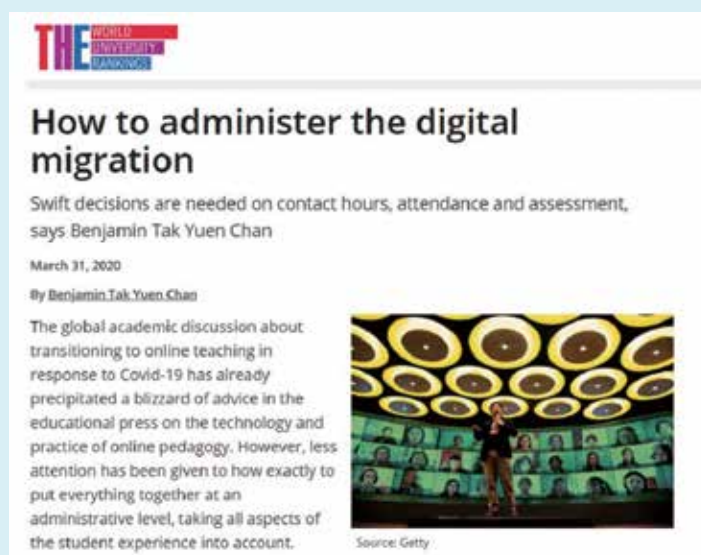 THE WORLD
UNIVERSITY
RANKINGS
How to administer the digital
migration
Swift decisions are needed on contact hours, attendance and assessment,
says Benjamin Tak Yuen Chan
March 31, 2020
By Benjamin Tak Yuen Chan
The global academic discussion about
transitioning to online teaching in
response to Covid-19 has already
precipitated a blizzard of advice in the
educational press on the technology and
practice of online pedagogy. However, less
attention has been given to how exactly to
put everything together at an
administrative level, taking all aspects of
the student experience into account.
Source: Getty